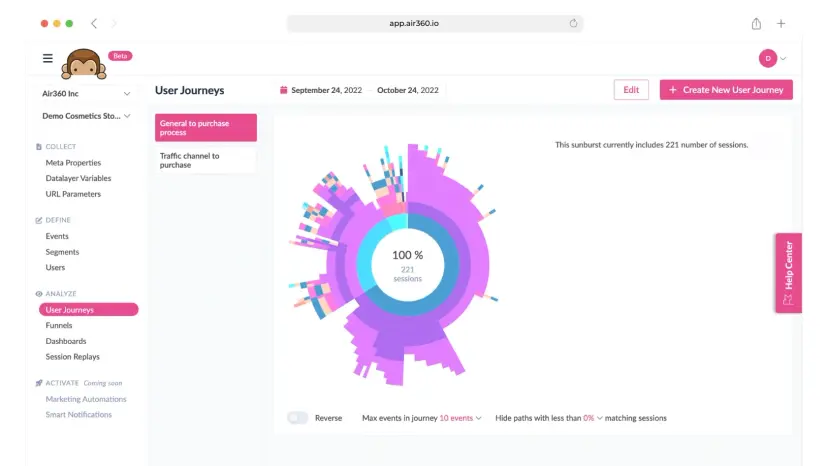 app.air360.io
Beta
D
Air360 Inc
Demo Cosmetics Sto...
COLLECT
Meta Properties
Datalayer Variables
URL Parameters
DEFINE
Events
Segments
Users
ANALYZE
User Journeys
Funnels
Dashboards
Session Replays
ACTIVATE Coming soon
Marketing Automations
Smart Notifications
User Journeys
September 24, 2022 — October 24, 2022
Edit
+ Create New User Journey
General to purchase
process
Traffic channel to
purchase
This sunburst currently includes 221 number of sessions.
100 %
221
sessions
Help Center
Reverse
Max events in journey 10 events
Hide paths with less than 0% matching sessions